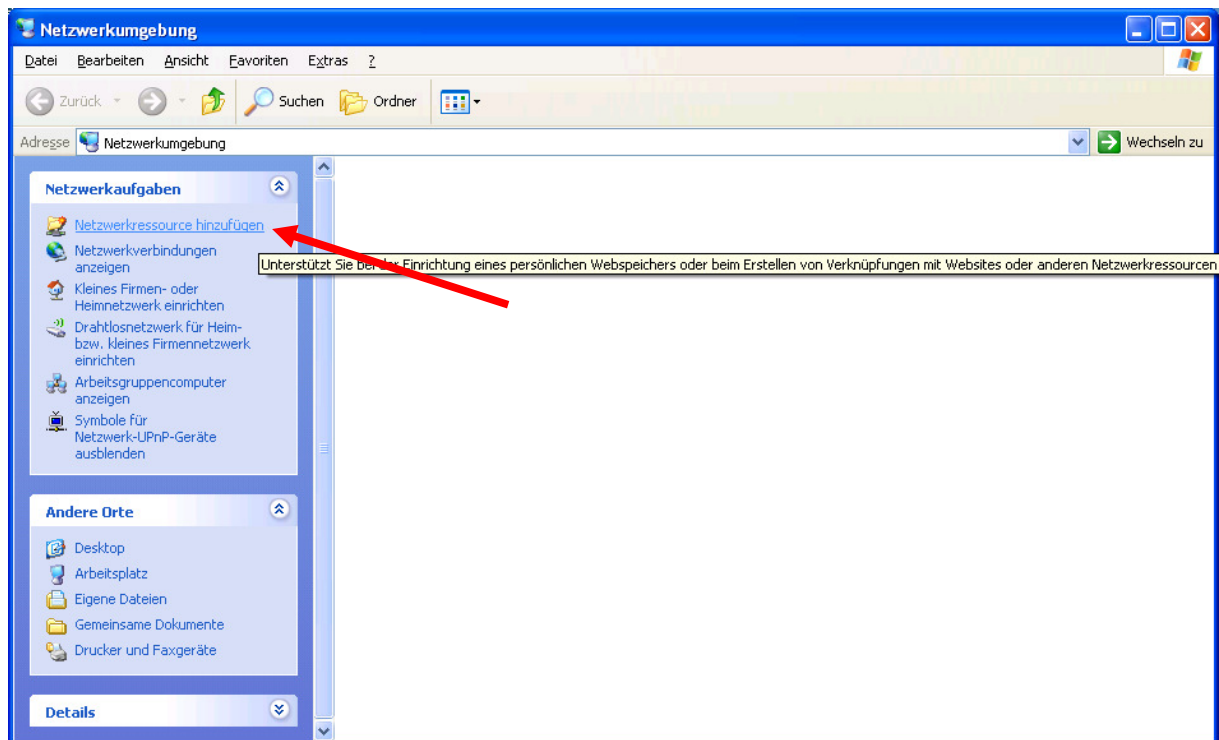 Netzwerkumgebung
Datei Bearbeiten Ansicht Favoriten Extras ?
Zurück Suchen Ordner
Adresse Netzwerkumgebung Wechseln zu
Netzwerkaufgaben
Netzwerkressource hinzufügen
Netzwerkverbindungen
anzeigen
Unterstützt Sie bei der Einrichtung eines persönlichen Webspeichers oder beim Erstellen von Verknüpfungen mit Websites oder anderen Netzwerkressourcen
Kleines Firmen- oder
Heimnetzwerk einrichten
Drahtlosnetzwerk für Heim-
bzw. kleines Firmennetzwerk
einrichten
Arbeitsgruppencomputer
anzeigen
Symbole für
Netzwerk-UPnP-Geräte
ausblenden
Andere Orte
Desktop
Arbeitsplatz
Eigene Dateien
Gemeinsame Dokumente
Drucker und Faxgeräte
Details